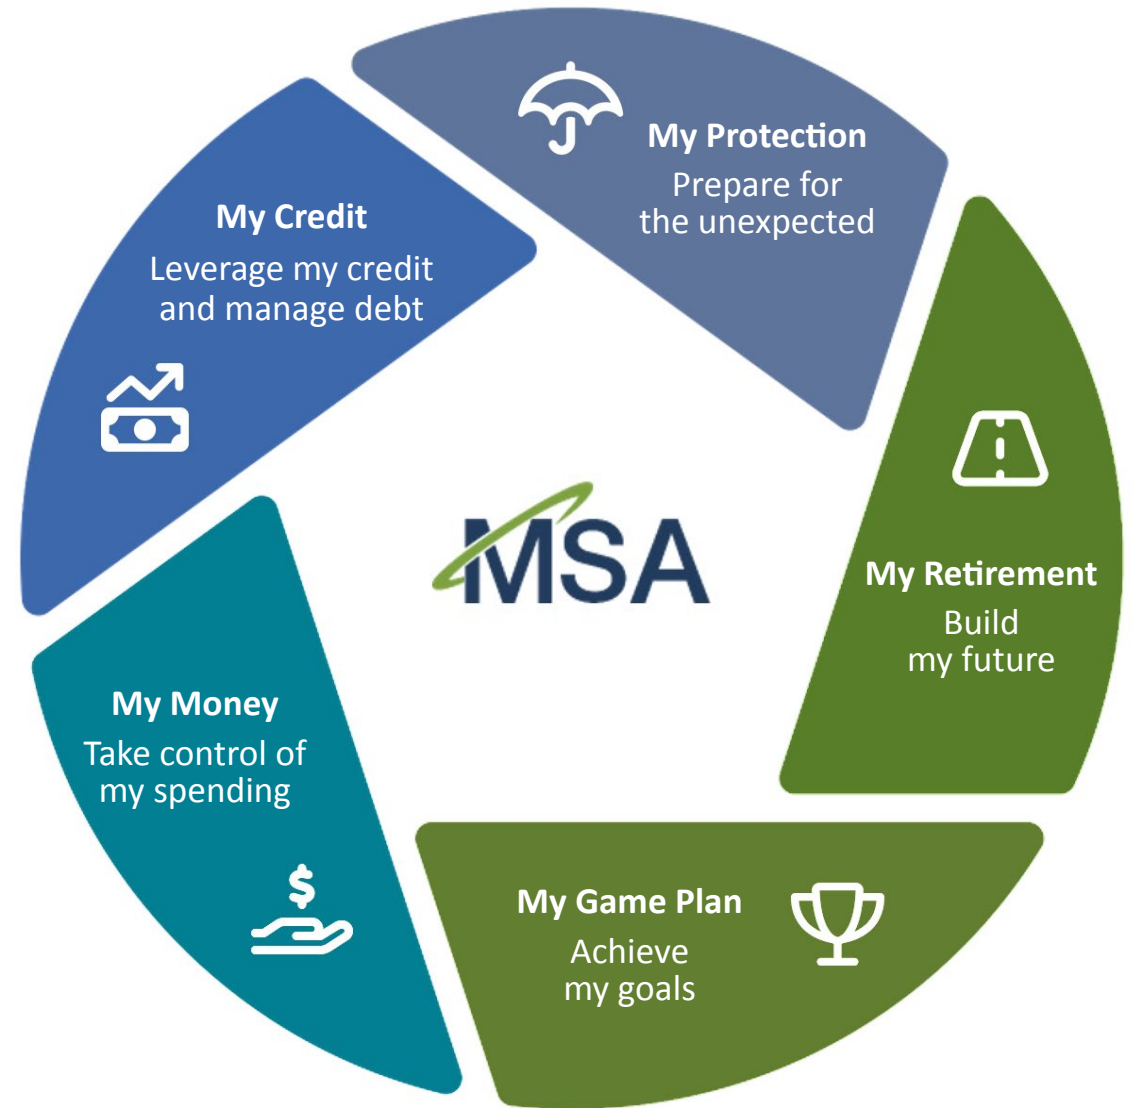 My Protection
Prepare for
the unexpected
My Credit
Leverage my credit
and manage debt
MSA
My Retirement
Build
my future
My Money
Take control of
my spending
$
My Game Plan
Achieve
my goals